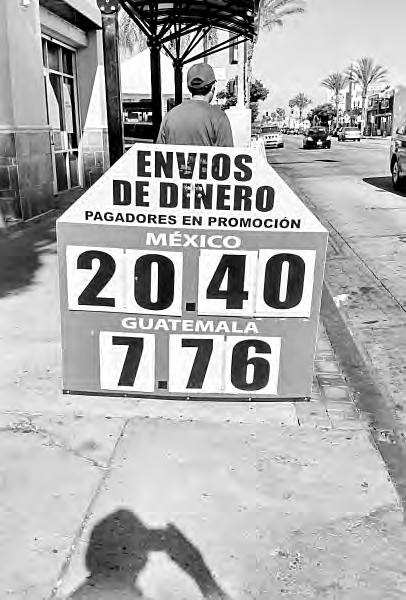 ENVIOS
DE DINERO
PAGADORES EN PROMOCIÓN
MÉXICO
20.40
GUATEMALA
7.76